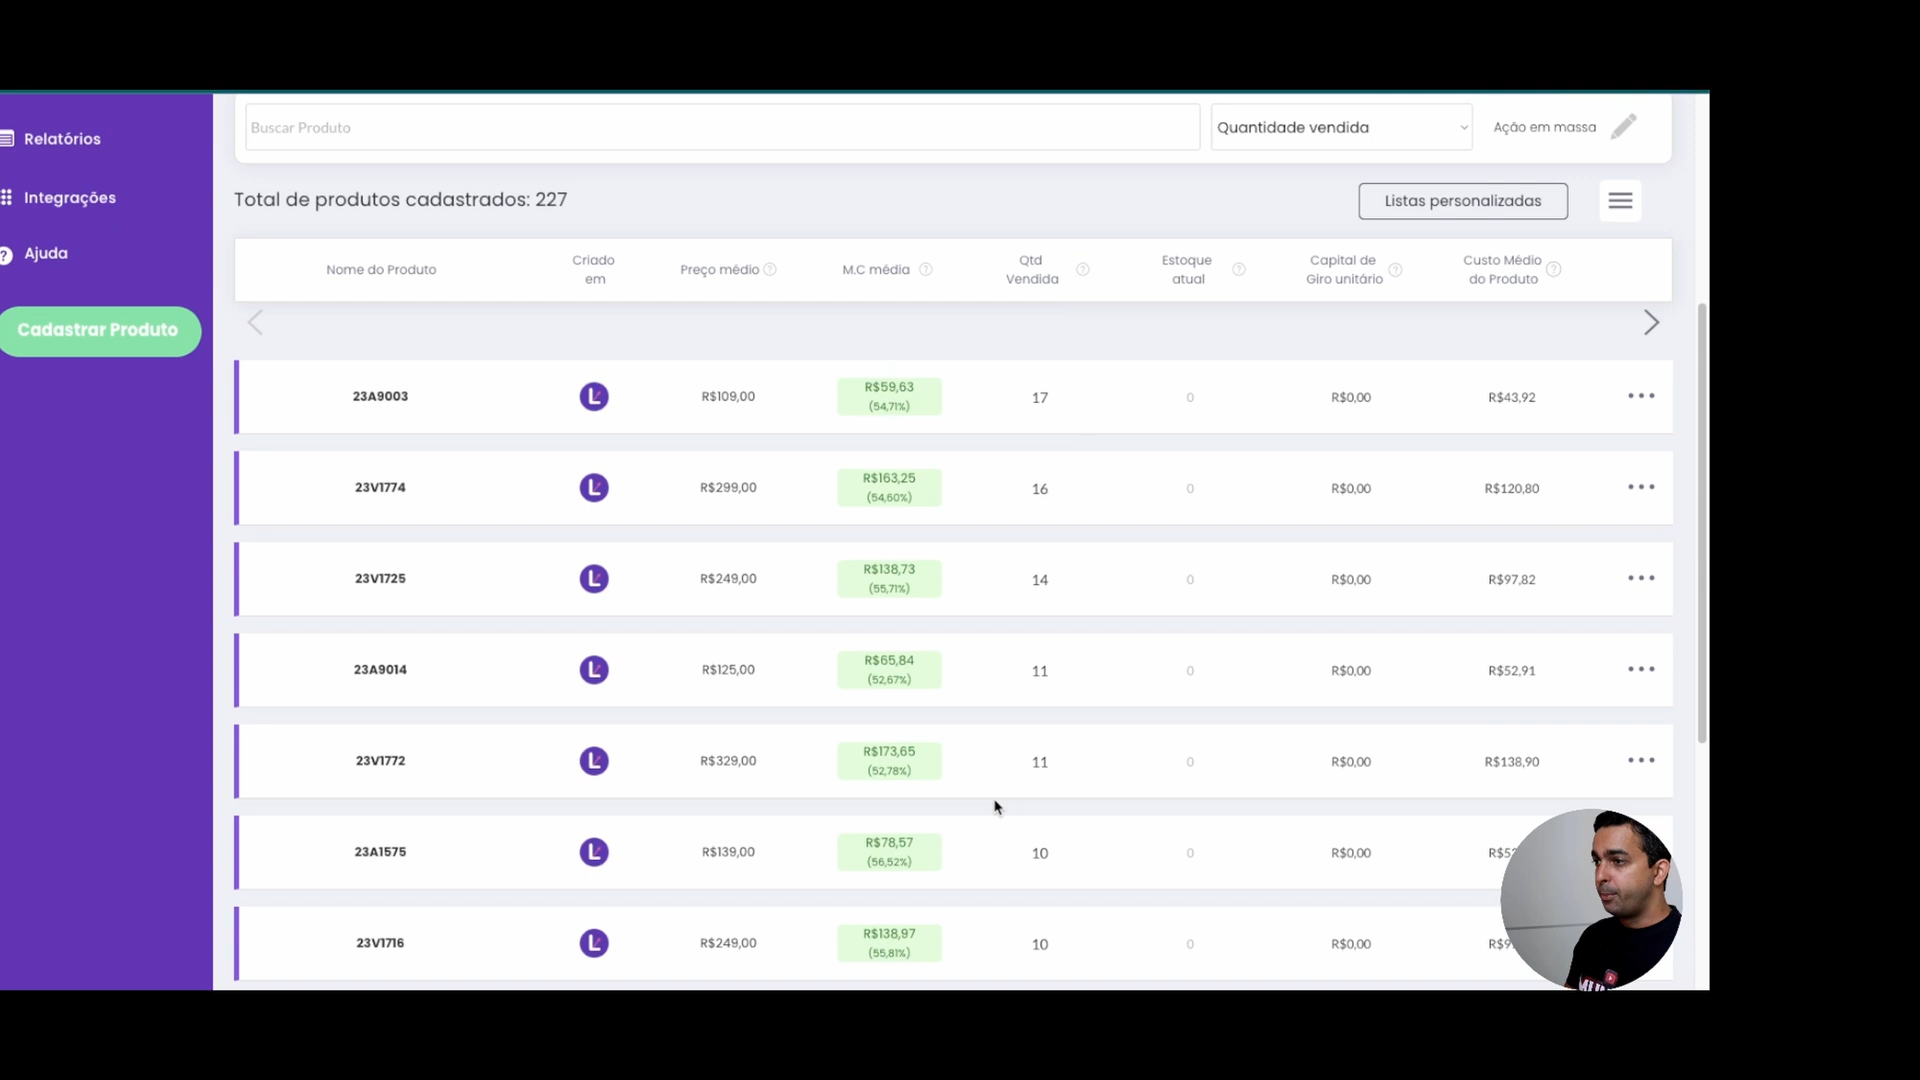 Relatórios
Integrações
Ajuda
Cadastrar Produto
Buscar Produto
Quantidade vendida
Ação em massa
Total de produtos cadastrados: 227
Listas personalizadas
Nome do Produto
Criado em
Preço médio
M.C média
Qtd Vendida
Estoque atual
Capital de Giro unitário
Custo Médio do Produto
23A9003 R$109,00 R$59,63 (54,71%) 17 0 R$0,00 R$43,92
23V1774 R$299,00 R$163,25 (54,60%) 16 0 R$0,00 R$120,80
23V1725 R$249,00 R$138,73 (55,71%) 14 0 R$0,00 R$97,82
23A9014 R$125,00 R$65,84 (52,67%) 11 0 R$0,00 R$52,91
23V1772 R$329,00 R$173,65 (52,78%) 11 0 R$0,00 R$138,90
23A1575 R$139,00 R$78,57 (56,52%) 10 0 R$0,00
23V1716 R$249,00 R$138,97 (55,81%) 10 0 R$0,00